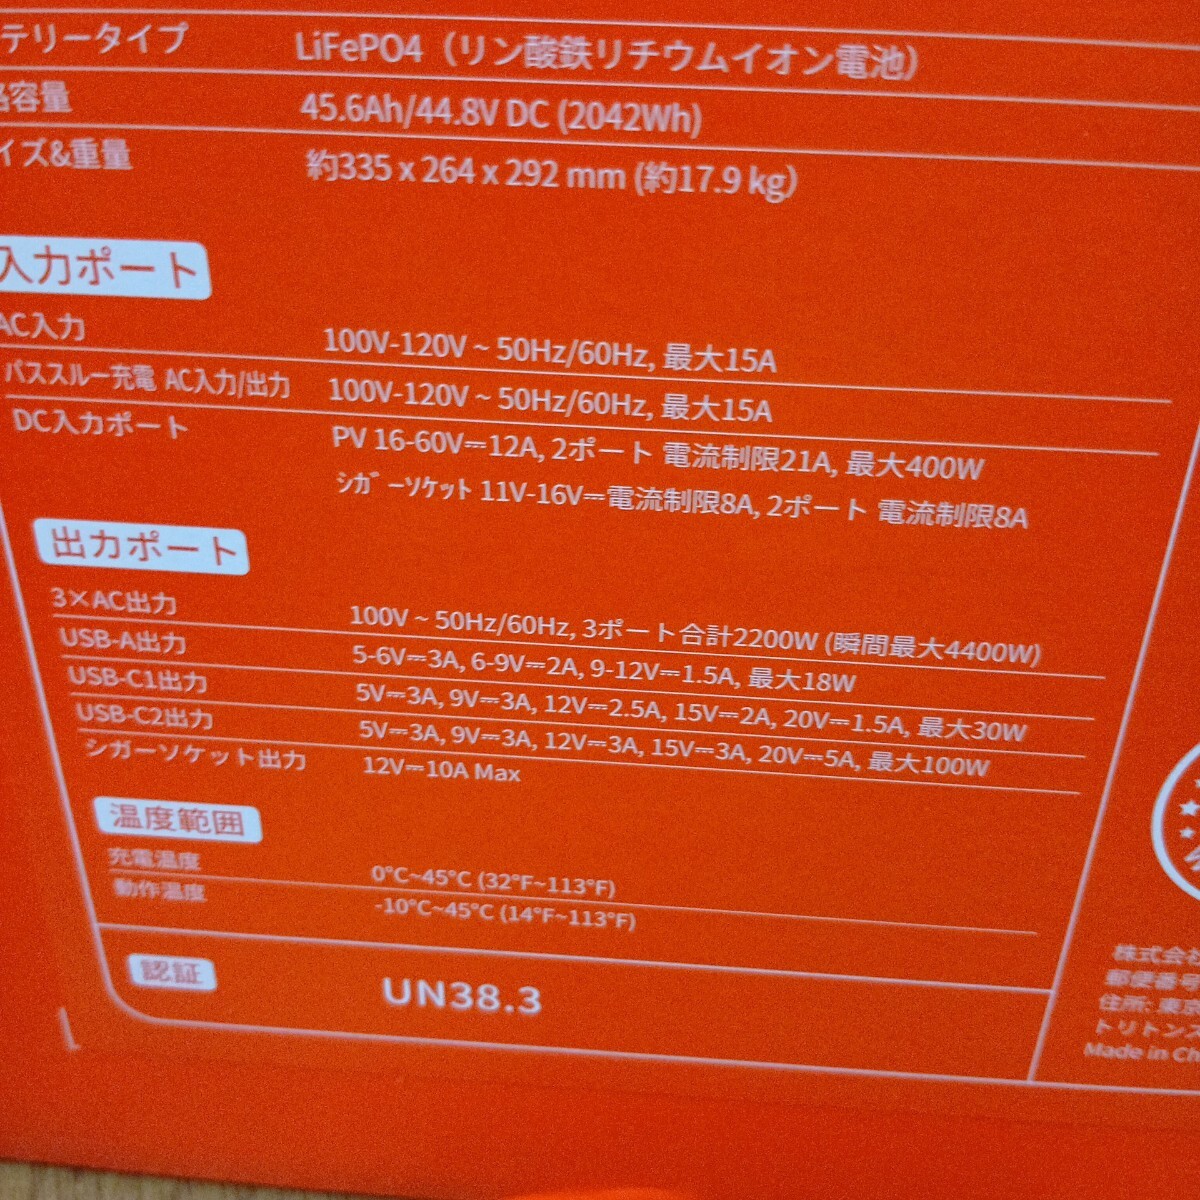 テリータイプ LiFePO4（リン酸鉄リチウムイオン電池）
容量 45.6Ah/44.8V DC (2042Wh)
イズ&重量 約335 x 264 x 292 mm (約17.9 kg)
入力ポート
AC入力 100V-120V ~ 50Hz/60Hz, 最大15A
パススルー充電 AC入力/出力 100V-120V ~ 50Hz/60Hz, 最大15A
DC入力ポート PV 16-60V⎓12A, 2ポート 電流制限21A, 最大400W
ｼｶﾞｰｿｹｯﾄ 11V-16V⎓電流制限8A, 2ポート 電流制限8A
出力ポート
3×AC出力 100V ~ 50Hz/60Hz, 3ポート合計2200W (瞬間最大4400W)
USB-A出力 5-6V⎓3A, 6-9V⎓2A, 9-12V⎓1.5A, 最大18W
USB-C1出力 5V⎓3A, 9V⎓3A, 12V⎓2.5A, 15V⎓2A, 20V⎓1.5A, 最大30W
USB-C2出力 5V⎓3A, 9V⎓3A, 12V⎓3A, 15V⎓3A, 20V⎓5A, 最大100W
シガーソケット出力 12V⎓10A Max
温度範囲
充電温度 0°C~45°C (32°F~113°F)
動作温度 -10°C~45°C (14°F~113°F)
認証 UN38.3
株式会社
郵便番号
住所: 東京
トリトンス
Made in Ch